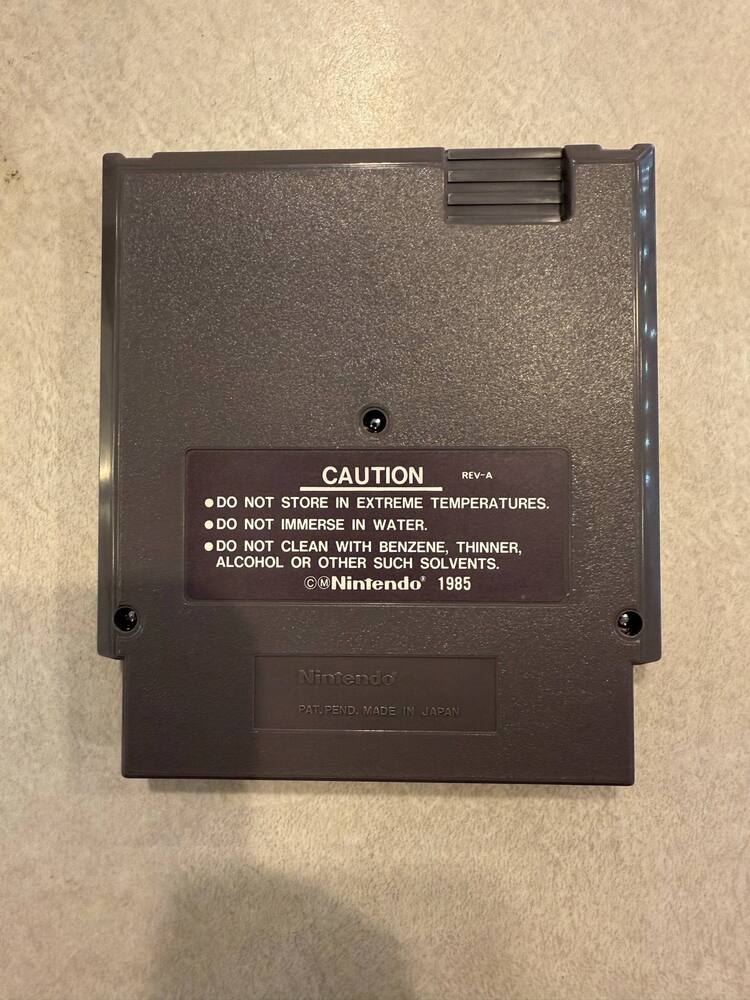 CAUTION REV-A
●DO NOT STORE IN EXTREME TEMPERATURES.
●DO NOT IMMERSE IN WATER.
●DO NOT CLEAN WITH BENZENE, THINNER,
ALCOHOL OR OTHER SUCH SOLVENTS.
©ⓂNintendo® 1985
Nintendo®
PAT. PEND. MADE IN JAPAN